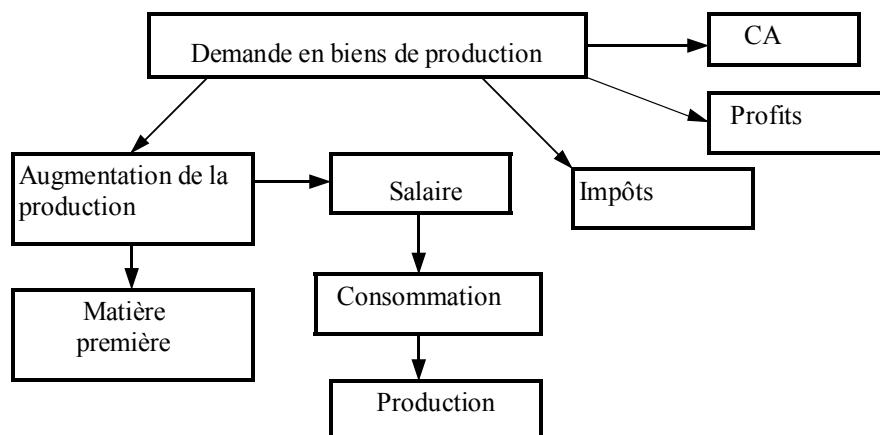 Demande en biens de production
CA
Profits
Augmentation de la
production
Salaire
Impôts
Matière
première
Consommation
Production